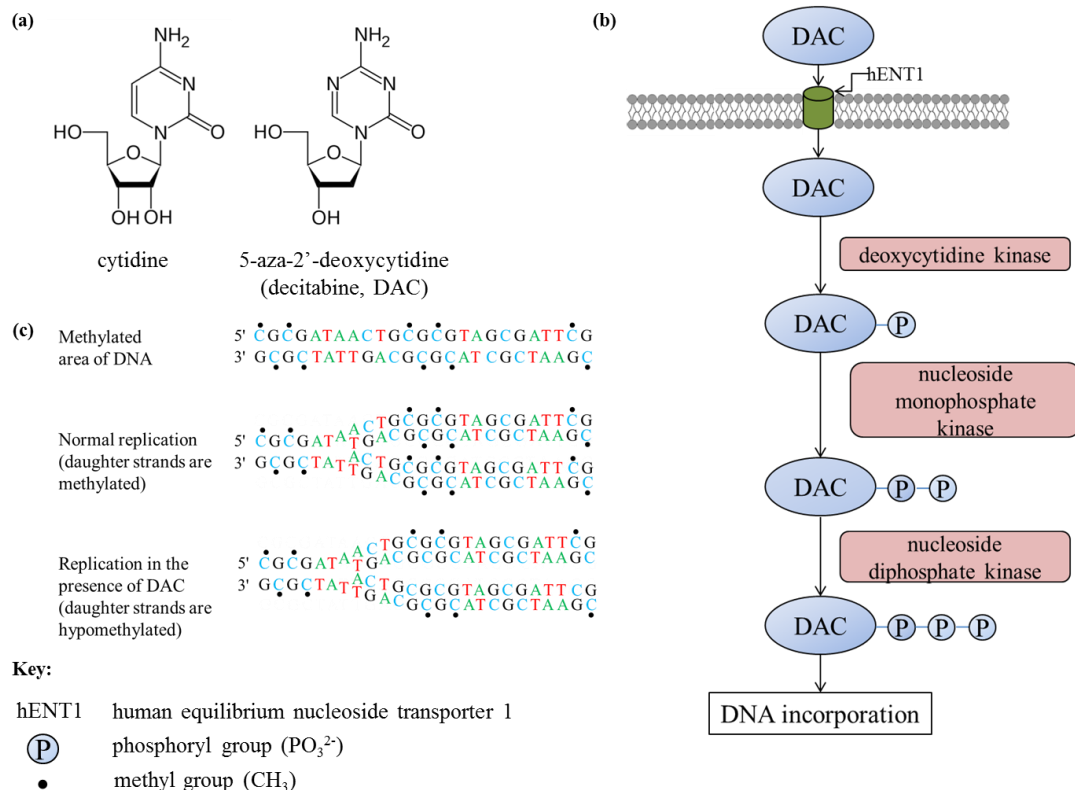 (a)
NH2
N
N
O
HO
O
OH OH
cytidine
NH2
N
N
N
O
HO
O
OH
5-aza-2’-deoxycytidine
(decitabine, DAC)
(b)
DAC
hENT1
DAC
deoxycytidine kinase
DAC
P
nucleoside
monophosphate
kinase
DAC
P P
nucleoside
diphosphate kinase
DAC
P P P
DNA incorporation
(c)
Methylated
area of DNA
5' CGCGATAACTGCGCGTAGCGATTCG
3' GCGCTATTGACGCGCATCGCTAAGC
Normal replication
(daughter strands are
methylated)
5' CGCGATAACTGCGCGTAGCGATTCG
TGACGCGCATCGCTAAGC
ACTGCGCGTAGCGATTCG
3' GCGCTATTGACGCGCATCGCTAAGC
Replication in the
presence of DAC
(daughter strands are
hypomethylated)
5' CGCGATAACTGCGCGTAGCGATTCG
TGACGCGCATCGCTAAGC
ACTGCGCGTAGCGATTCG
3' GCGCTATTGACGCGCATCGCTAAGC
Key:
hENT1 human equilibrium nucleoside transporter 1
P phosphoryl group (PO3 2-)
• methyl group (CH3)